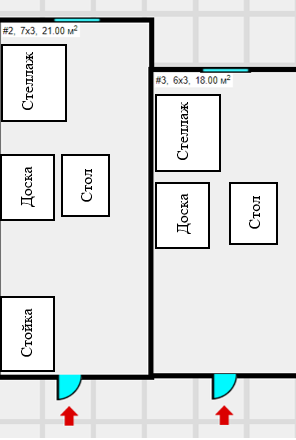 #2, 7x3, 21.00 м²
Стеллаж
Доска
Стол
Стойка
#3, 6x3, 18.00 м²
Стеллаж
Доска
Стол